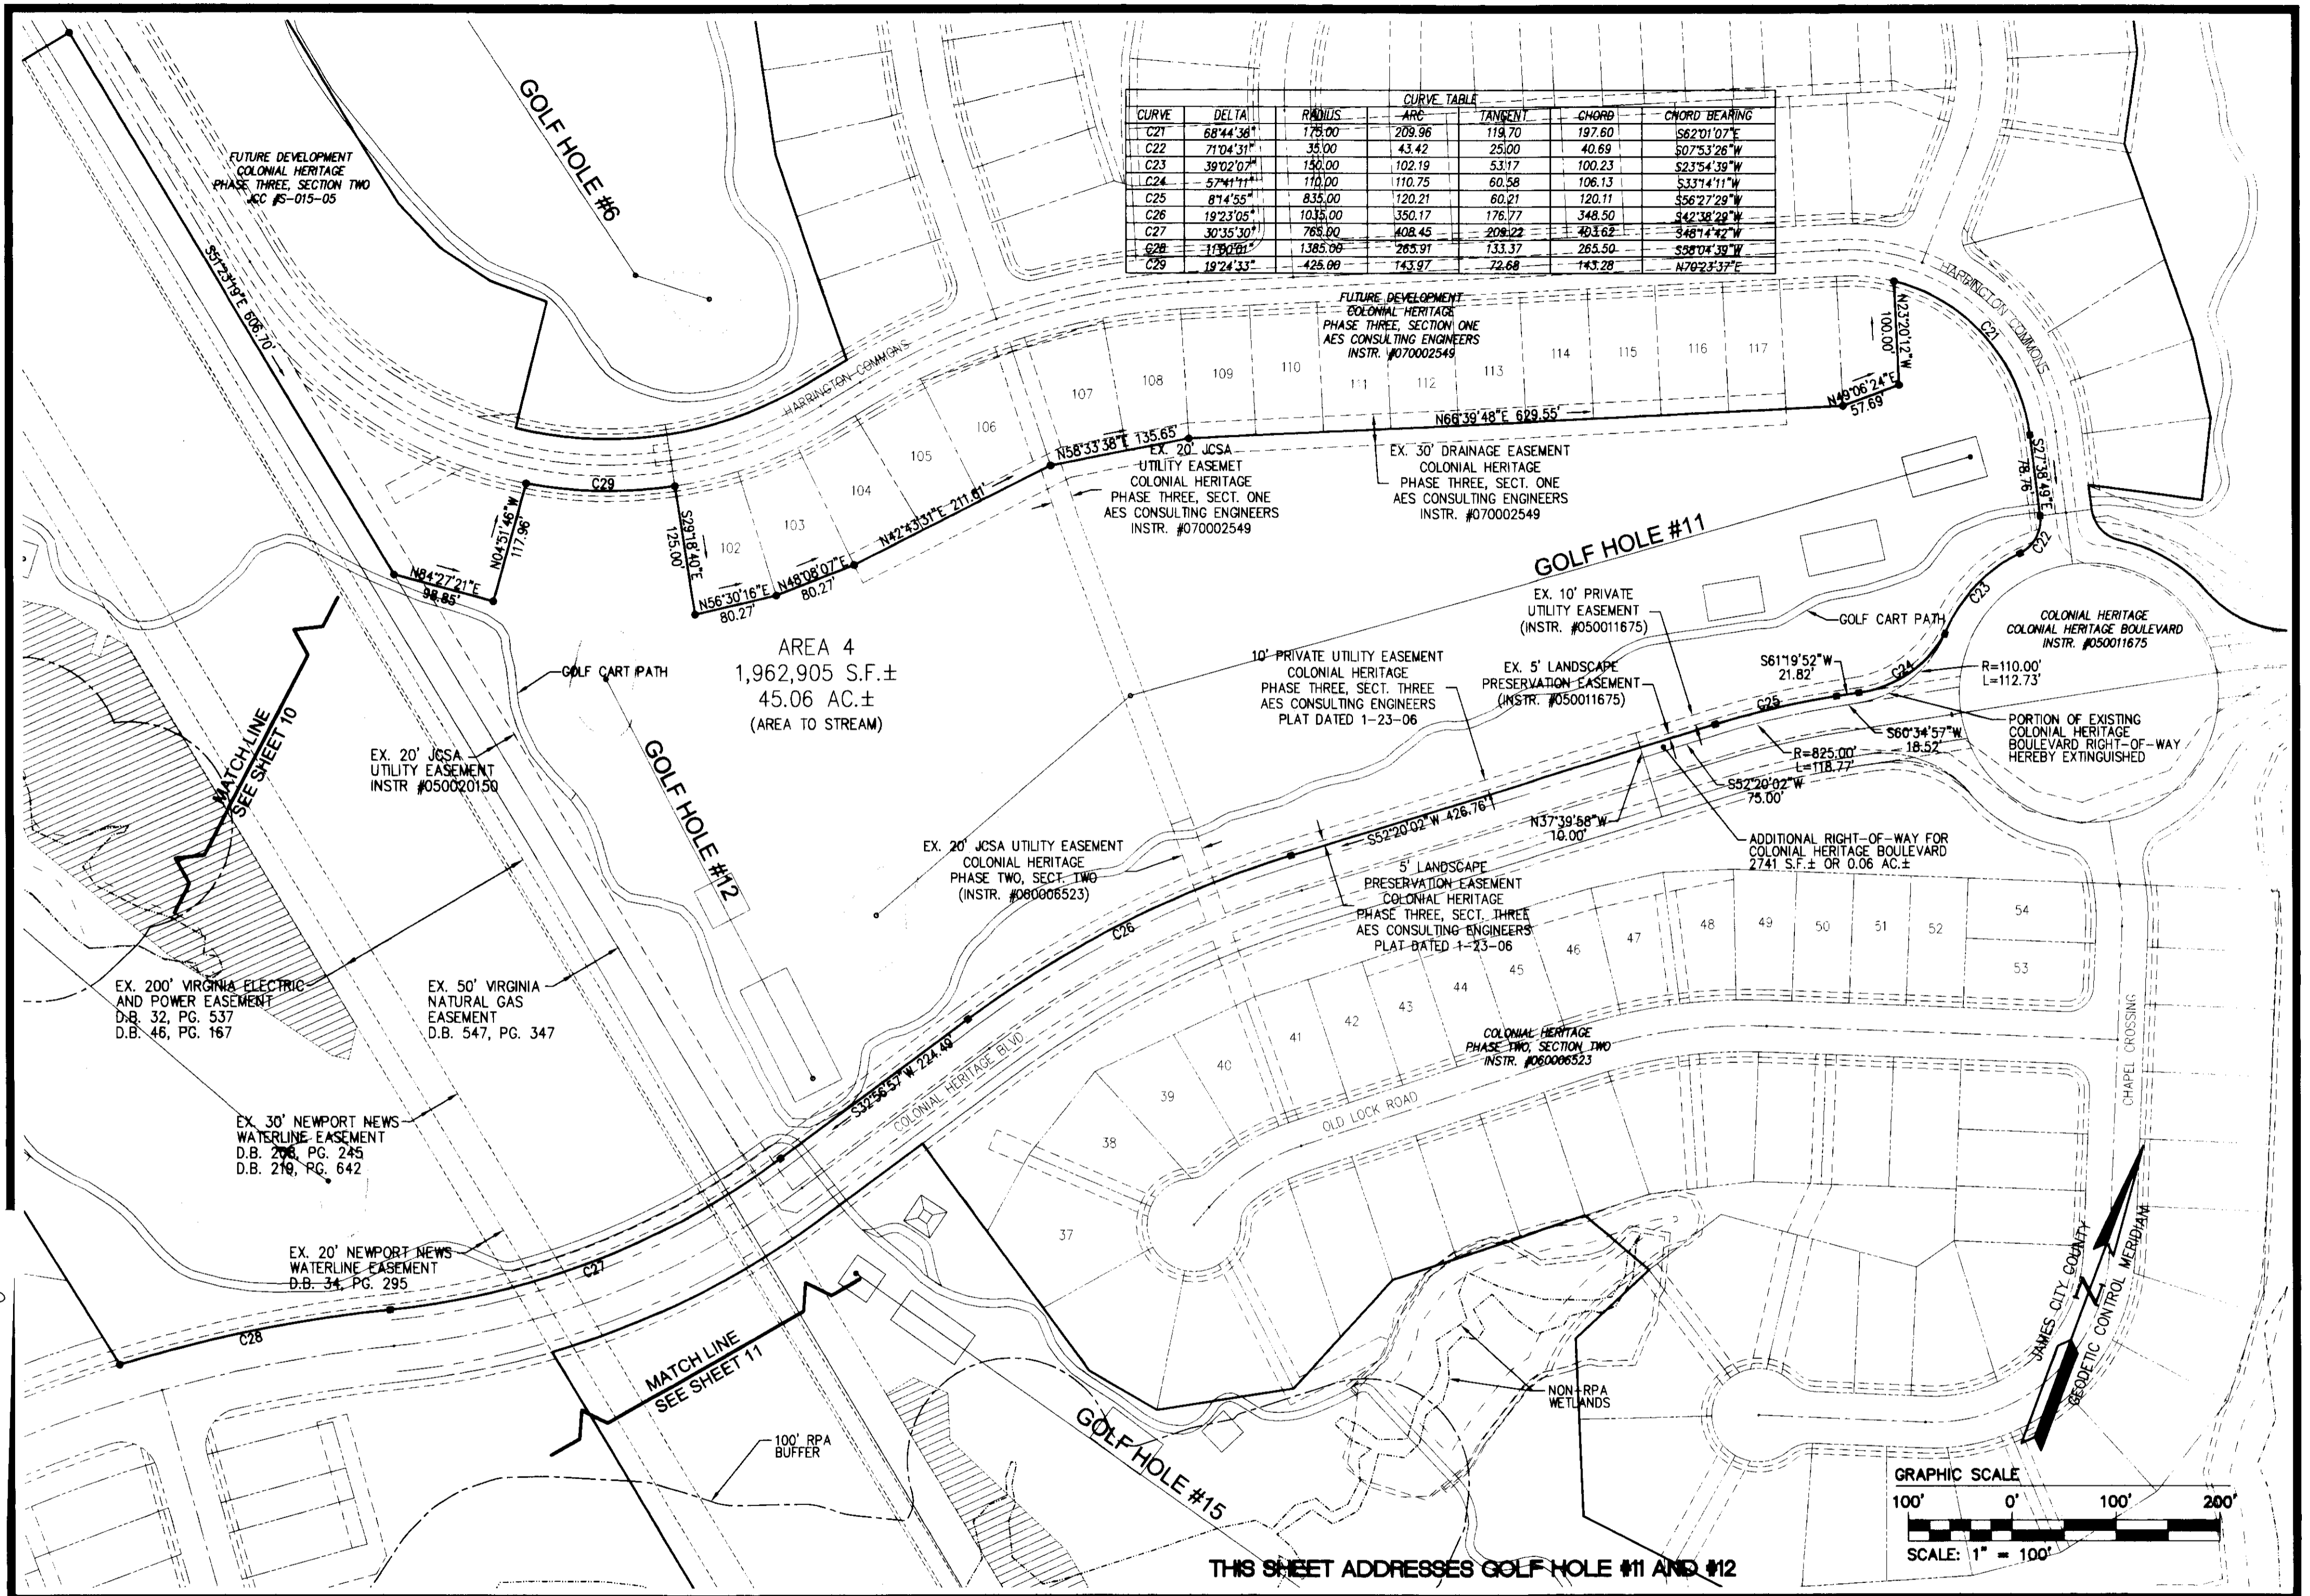 CURVE TABLE
CURVE DELTA RADIUS ARC TANGENT CHORD CHORD BEARING
C21 68°44'36" 175.00 209.96 119.70 197.60 S62°01'07"E
C22 71°04'31" 35.00 43.42 25.00 40.69 S07°53'26"W
C23 39°02'07" 150.00 102.19 53.17 100.23 S23°54'39"W
C24 57°41'11" 110.00 110.75 60.58 106.13 S33°14'11"W
C25 8°14'55" 835.00 120.21 60.21 120.11 S56°27'29"W
C26 19°23'05" 1035.00 350.17 176.77 348.50 S42°38'29"W
C27 30°35'30" 765.00 408.45 209.22 403.62 S48°14'42"W
C28 11°00'01" 1385.00 265.91 133.37 265.50 S58°04'39"W
C29 19°24'33" 425.00 143.97 72.68 143.28 N70°23'37"E
GOLF HOLE #6
FUTURE DEVELOPMENT
COLONIAL HERITAGE
PHASE THREE, SECTION TWO
JCC #S-015-05
S51°23'19"E 606.70'
HARRINGTON COMMONS
FUTURE DEVELOPMENT
COLONIAL HERITAGE
PHASE THREE, SECTION ONE
AES CONSULTING ENGINEERS
INSTR. #070002549
HARRINGTON COMMONS
C21
N23°20'12"W
100.00'
N49°06'24"E
57.69'
102
103
104
105
106
107
108
109
110
111
112
113
114
115
116
117
N66°39'48"E 629.55'
N58°33'38"E 135.65'
EX. 20' JCSA
UTILITY EASEMET
COLONIAL HERITAGE
PHASE THREE, SECT. ONE
AES CONSULTING ENGINEERS
INSTR. #070002549
EX. 30' DRAINAGE EASEMENT
COLONIAL HERITAGE
PHASE THREE, SECT. ONE
AES CONSULTING ENGINEERS
INSTR. #070002549
S27°38'49"E
78.76'
C22
C23
C29
N04°51'46"W
117.96'
S29°18'40"E
125.00'
N42°43'31"E 211.61'
N48°08'07"E
80.27'
N56°30'16"E
80.27'
N84°27'21"E
98.85'
GOLF HOLE #11
AREA 4
1,962,905 S.F.±
45.06 AC.±
(AREA TO STREAM)
GOLF CART PATH
GOLF CART PATH
EX. 10' PRIVATE
UTILITY EASEMENT
(INSTR. #050011675)
COLONIAL HERITAGE
COLONIAL HERITAGE BOULEVARD
INSTR. #050011675
10' PRIVATE UTILITY EASEMENT
COLONIAL HERITAGE
PHASE THREE, SECT. THREE
AES CONSULTING ENGINEERS
PLAT DATED 1-23-06
EX. 5' LANDSCAPE
PRESERVATION EASEMENT
(INSTR. #050011675)
S61°19'52"W
21.82'
C24
R=110.00'
L=112.73'
C25
PORTION OF EXISTING
COLONIAL HERITAGE
BOULEVARD RIGHT-OF-WAY
HEREBY EXTINGUISHED
S60°34'57"W
18.52'
R=825.00'
L=118.77'
S52°20'02"W
75.00'
MATCH LINE
SEE SHEET 10
EX. 20' JCSA
UTILITY EASEMENT
INSTR #050020150
GOLF HOLE #12
EX. 20' JCSA UTILITY EASEMENT
COLONIAL HERITAGE
PHASE TWO, SECT. TWO
(INSTR. #060006523)
S52°20'02"W 426.76'
N37°39'58"W
10.00'
ADDITIONAL RIGHT-OF-WAY FOR
COLONIAL HERITAGE BOULEVARD
2741 S.F.± OR 0.06 AC.±
5' LANDSCAPE
PRESERVATION EASEMENT
COLONIAL HERITAGE
PHASE THREE, SECT. THREE
AES CONSULTING ENGINEERS
PLAT DATED 1-23-06
C26
EX. 200' VIRGINIA ELECTRIC
AND POWER EASEMENT
D.B. 32, PG. 537
D.B. 46, PG. 167
EX. 50' VIRGINIA
NATURAL GAS
EASEMENT
D.B. 547, PG. 347
37
38
39
40
41
42
43
44
45
46
47
48
49
50
51
52
53
54
COLONIAL HERITAGE
PHASE TWO, SECTION TWO
INSTR. #060006523
S32°56'57"W 224.49'
COLONIAL HERITAGE BLVD
OLD LOCK ROAD
CHAPEL CROSSING
EX. 30' NEWPORT NEWS
WATERLINE EASEMENT
D.B. PG. 245
D.B. 219, PG. 642
EX. 20' NEWPORT NEWS
WATERLINE EASEMENT
D.B. 34, PG. 295
C27
C28
MATCH LINE
SEE SHEET 11
100' RPA
BUFFER
GOLF HOLE #15
NON-RPA
WETLANDS
JAMES CITY COUNTY
GEODETIC CONTROL MERIDIAN
N
GRAPHIC SCALE
100' 0' 100' 200'
SCALE: 1" = 100'
THIS SHEET ADDRESSES GOLF HOLE #11 AND #12